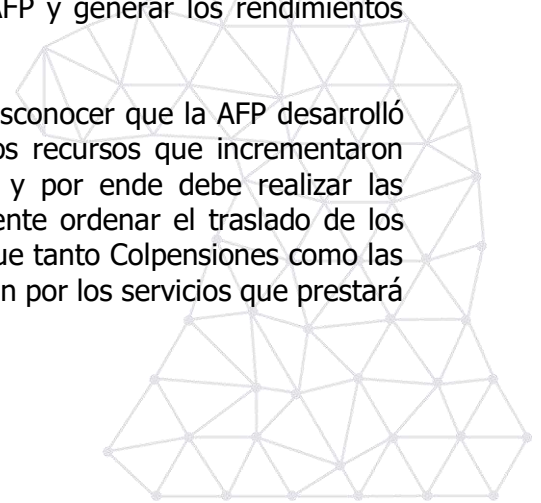 AFP y generar los rendimientos
sconocer que la AFP desarrolló
os recursos que incrementaron
y por ende debe realizar las
ente ordenar el traslado de los
ue tanto Colpensiones como las
n por los servicios que prestará